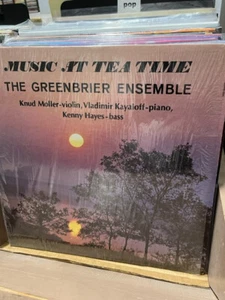 pop
MUSIC AT TEA TIME
THE GREENBRIER ENSEMBLE
Knud Moller-violin, Vladimir Kayaloff-piano,
Kenny Hayes-bass